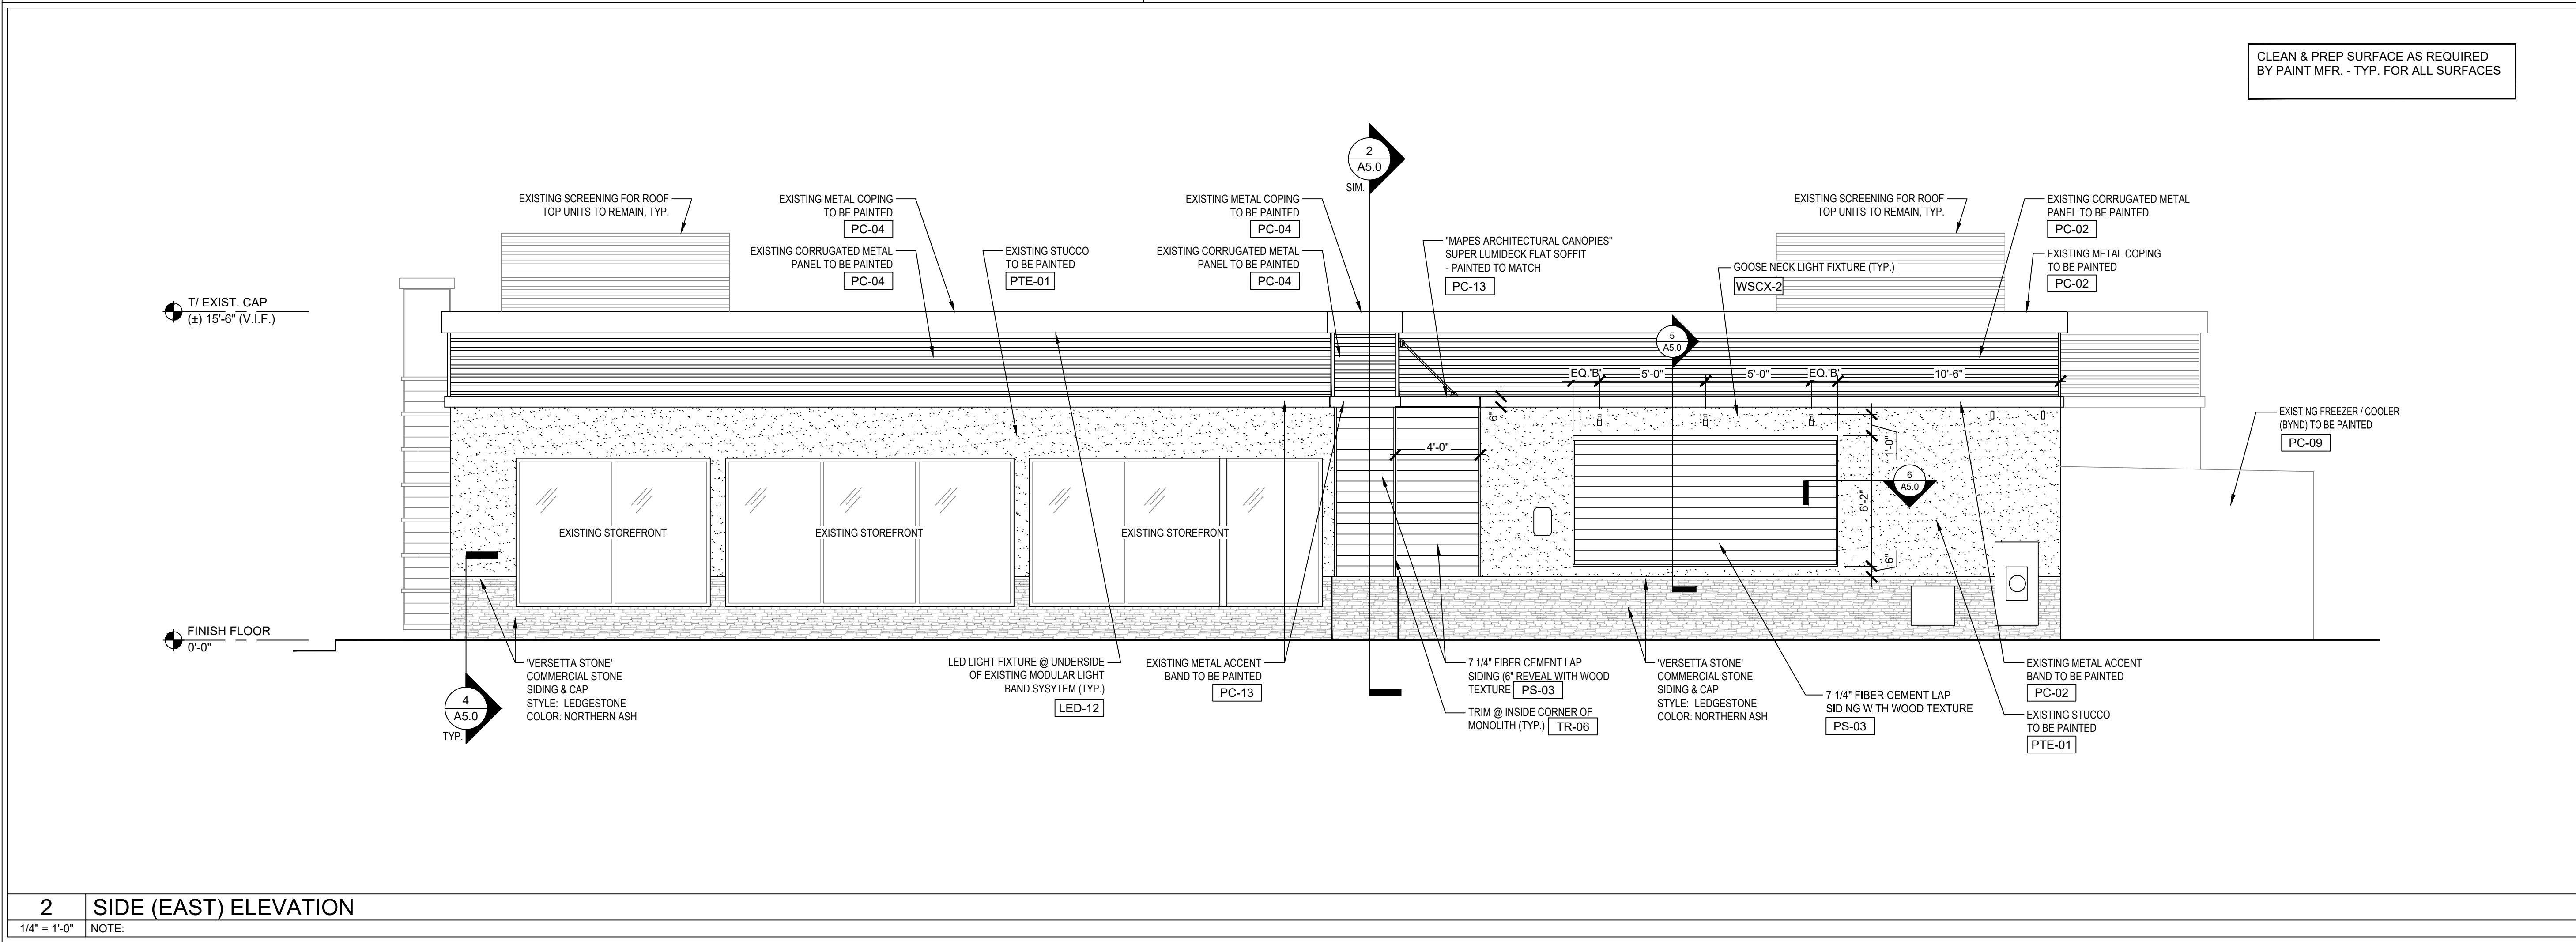 CLEAN & PREP SURFACE AS REQUIRED
BY PAINT MFR. - TYP. FOR ALL SURFACES
2
A5.0
SIM.
EXISTING SCREENING FOR ROOF
TOP UNITS TO REMAIN, TYP.
EXISTING METAL COPING
TO BE PAINTED
PC-04
EXISTING CORRUGATED METAL
PANEL TO BE PAINTED
PC-04
EXISTING STUCCO
TO BE PAINTED
PTE-01
EXISTING METAL COPING
TO BE PAINTED
PC-04
EXISTING CORRUGATED METAL
PANEL TO BE PAINTED
PC-04
"MAPES ARCHITECTURAL CANOPIES"
SUPER LUMIDECK FLAT SOFFIT
- PAINTED TO MATCH
PC-13
GOOSE NECK LIGHT FIXTURE (TYP.)
WSCX-2
EXISTING SCREENING FOR ROOF
TOP UNITS TO REMAIN, TYP.
EXISTING CORRUGATED METAL
PANEL TO BE PAINTED
PC-02
EXISTING METAL COPING
TO BE PAINTED
PC-02
T/ EXIST. CAP
(±) 15'-6" (V.I.F.)
5
A5.0
EQ.'B'
5'-0"
5'-0"
EQ.'B'
10'-6"
6"
4'-0"
1'-0"
6
A5.0
6'-2"
6"
EXISTING FREEZER / COOLER
(BYND) TO BE PAINTED
PC-09
EXISTING STOREFRONT
EXISTING STOREFRONT
EXISTING STOREFRONT
FINISH FLOOR
0'-0"
4
A5.0
TYP.
'VERSETTA STONE'
COMMERCIAL STONE
SIDING & CAP
STYLE: LEDGESTONE
COLOR: NORTHERN ASH
LED LIGHT FIXTURE @ UNDERSIDE
OF EXISTING MODULAR LIGHT
BAND SYSYTEM (TYP.)
LED-12
EXISTING METAL ACCENT
BAND TO BE PAINTED
PC-13
7 1/4" FIBER CEMENT LAP
SIDING (6" REVEAL WITH WOOD
TEXTURE PS-03
TRIM @ INSIDE CORNER OF
MONOLITH (TYP.) TR-06
'VERSETTA STONE'
COMMERCIAL STONE
SIDING & CAP
STYLE: LEDGESTONE
COLOR: NORTHERN ASH
7 1/4" FIBER CEMENT LAP
SIDING WITH WOOD TEXTURE
PS-03
EXISTING METAL ACCENT
BAND TO BE PAINTED
PC-02
EXISTING STUCCO
TO BE PAINTED
PTE-01
2 SIDE (EAST) ELEVATION
1/4" = 1'-0" NOTE: